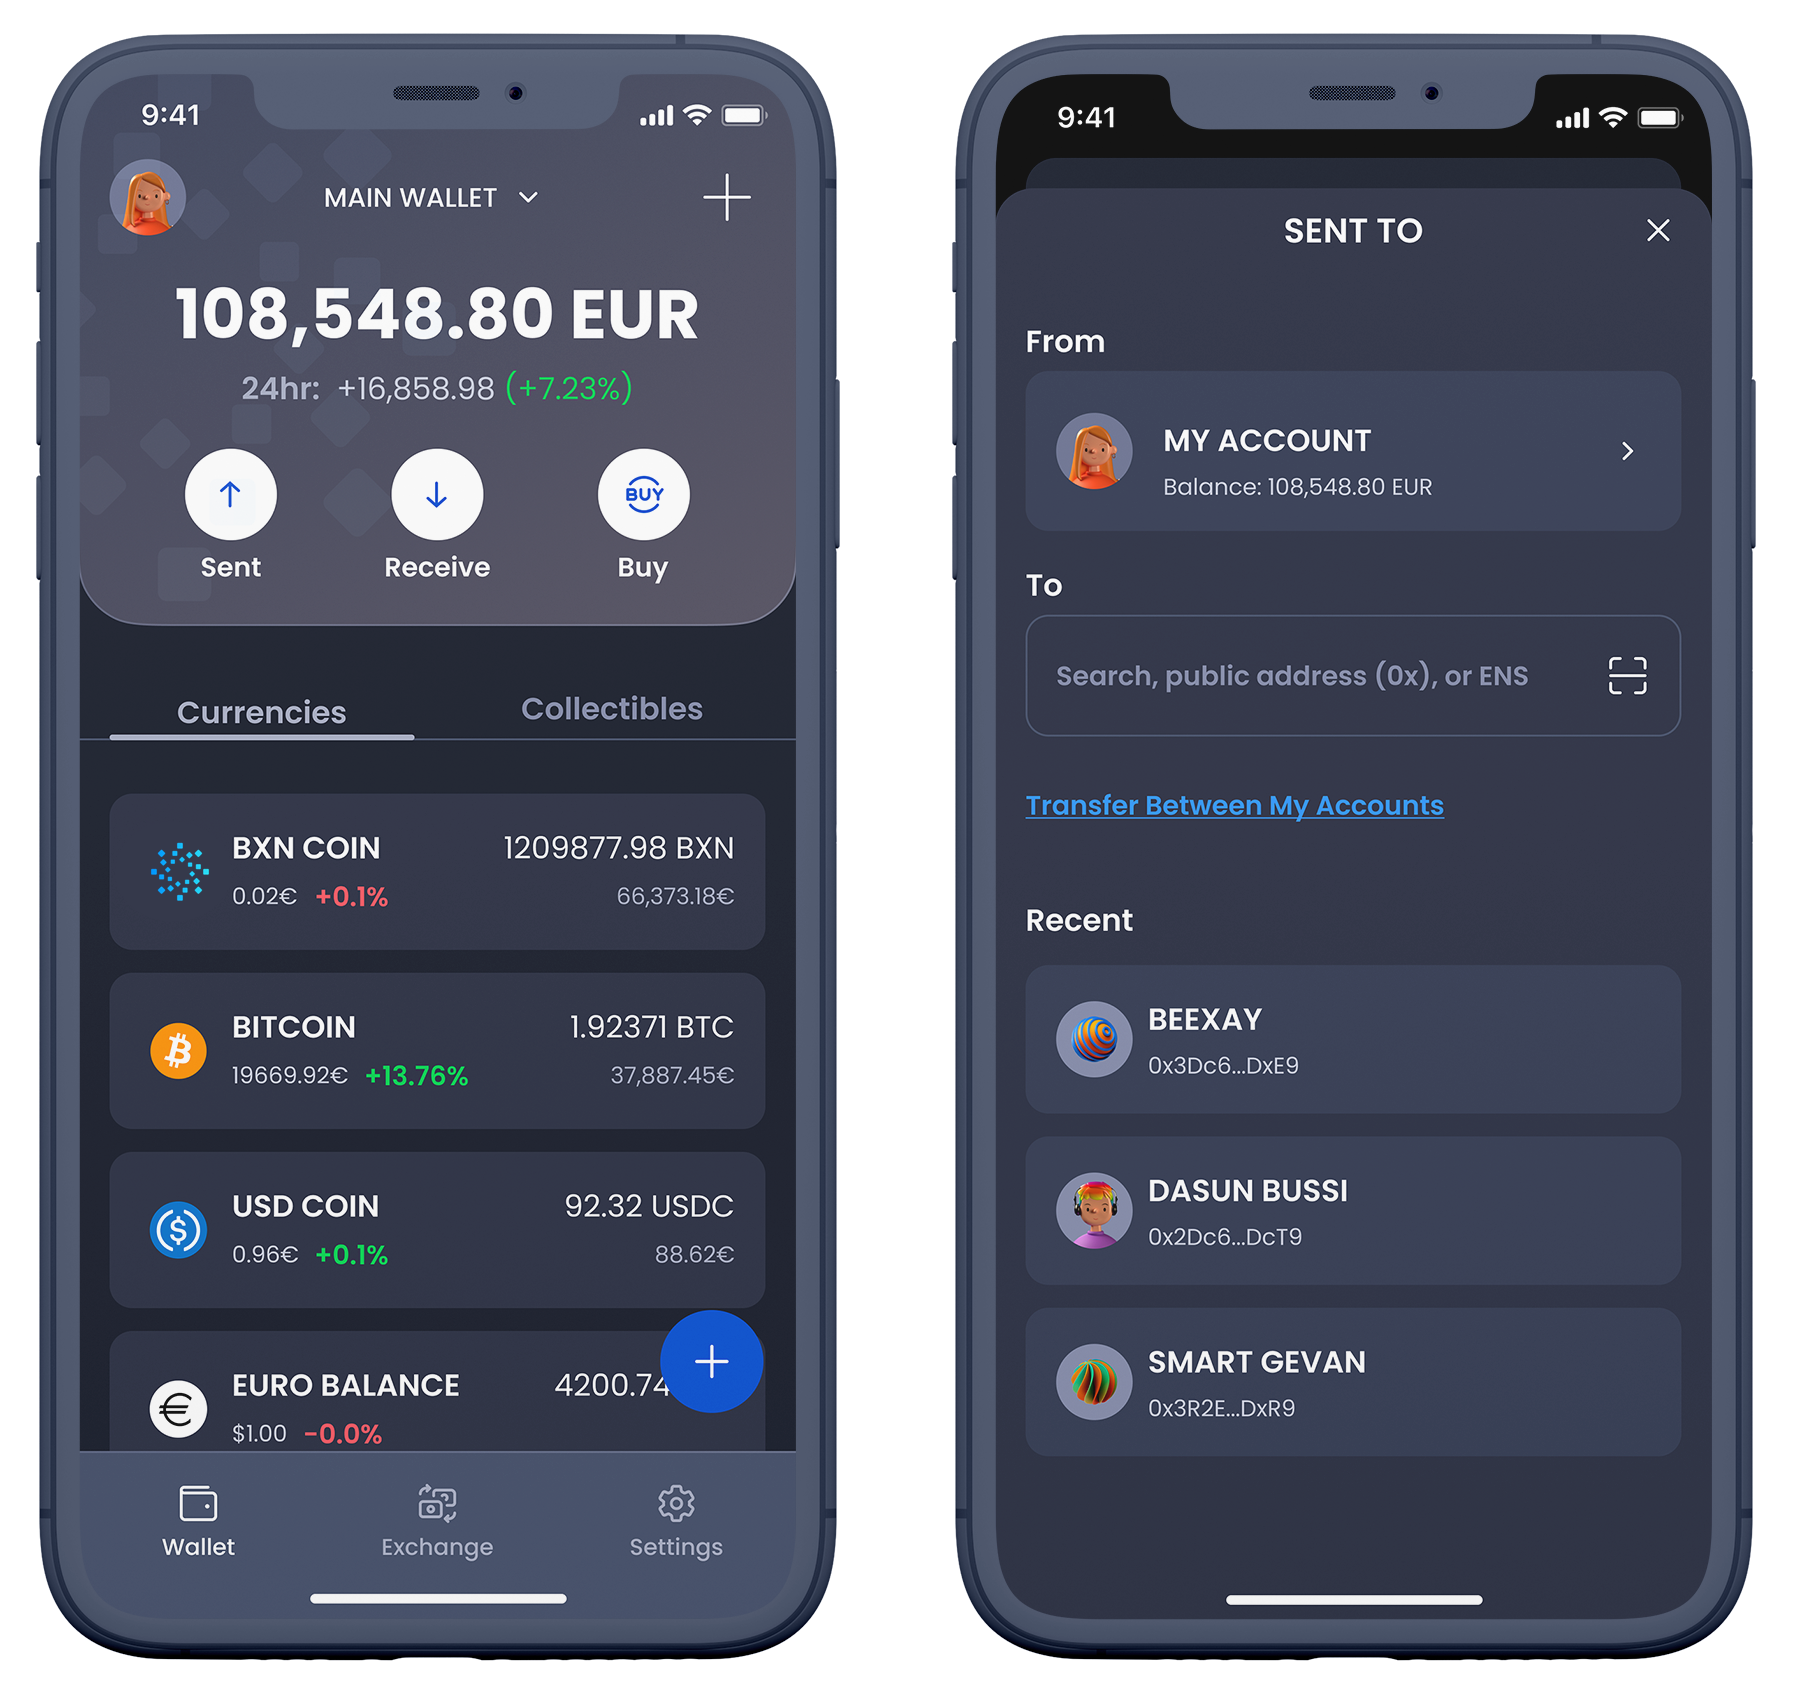 9:41
MAIN WALLET
108,548.80 EUR
24hr: +16,858.98 (+7.23%)
BUY
Sent Receive Buy
Currencies Collectibles
BXN COIN 1209877.98 BXN
0.02€ +0.1% 66,373.18€
BITCOIN 1.92371 BTC
19669.92€ +13.76% 37,887.45€
USD COIN 92.32 USDC
0.96€ +0.1% 88.62€
EURO BALANCE 4200.74
$1.00 -0.0%
Wallet Exchange Settings
9:41
SENT TO
From
MY ACCOUNT
Balance: 108,548.80 EUR
To
Search, public address (0x), or ENS
Transfer Between My Accounts
Recent
BEEXAY
0x3Dc6...DxE9
DASUN BUSSI
0x2Dc6...DcT9
SMART GEVAN
0x3R2E...DxR9